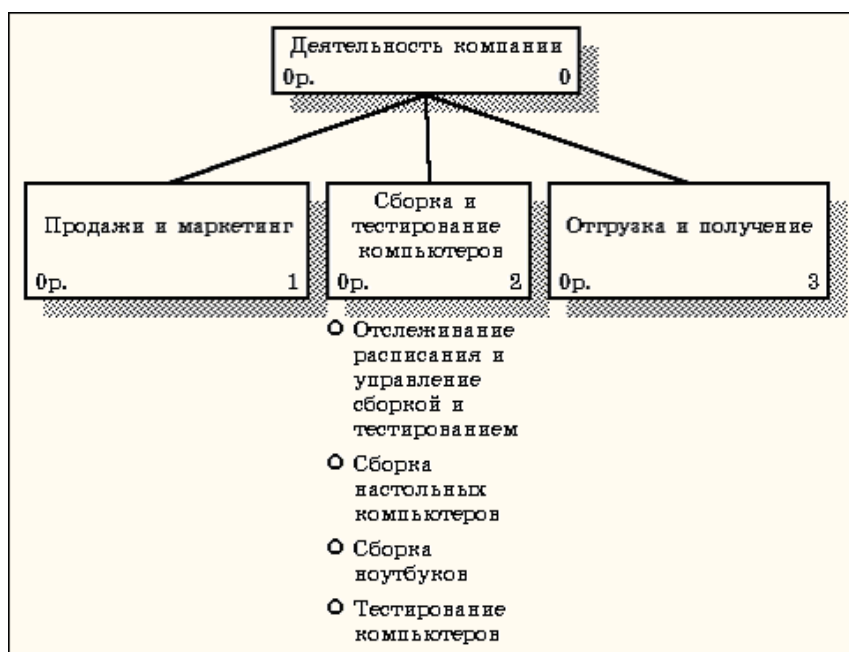 Деятельность компании
0р. 0
Продажи и маркетинг
0р. 1
Сборка и
тестирование
компьютеров
0р. 2
Отгрузка и получение
0р. 3
Отслеживание
расписания и
управление
сборкой и
тестированием
Сборка
настольных
компьютеров
Сборка
ноутбуков
Тестирование
компьютеров